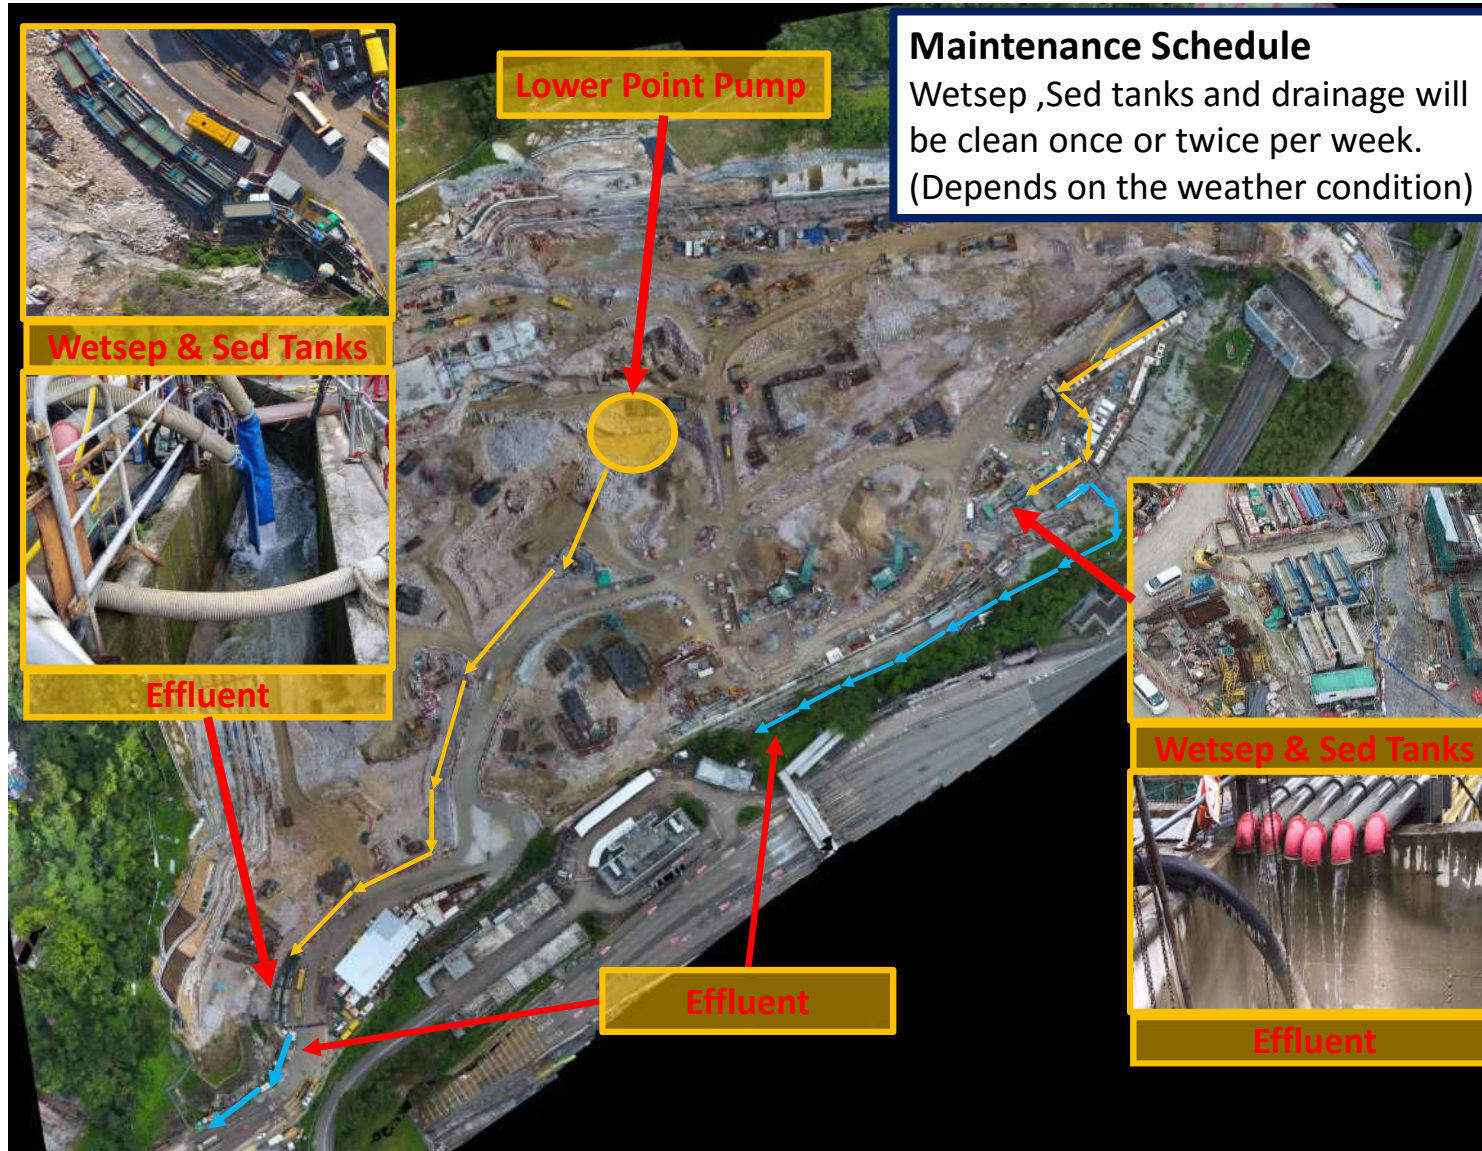 Maintenance Schedule
Wetsep ,Sed tanks and drainage will
be clean once or twice per week.
(Depends on the weather condition)
Lower Point Pump
Wetsep & Sed Tanks
Effluent
Wetsep & Sed Tanks
Effluent
Effluent